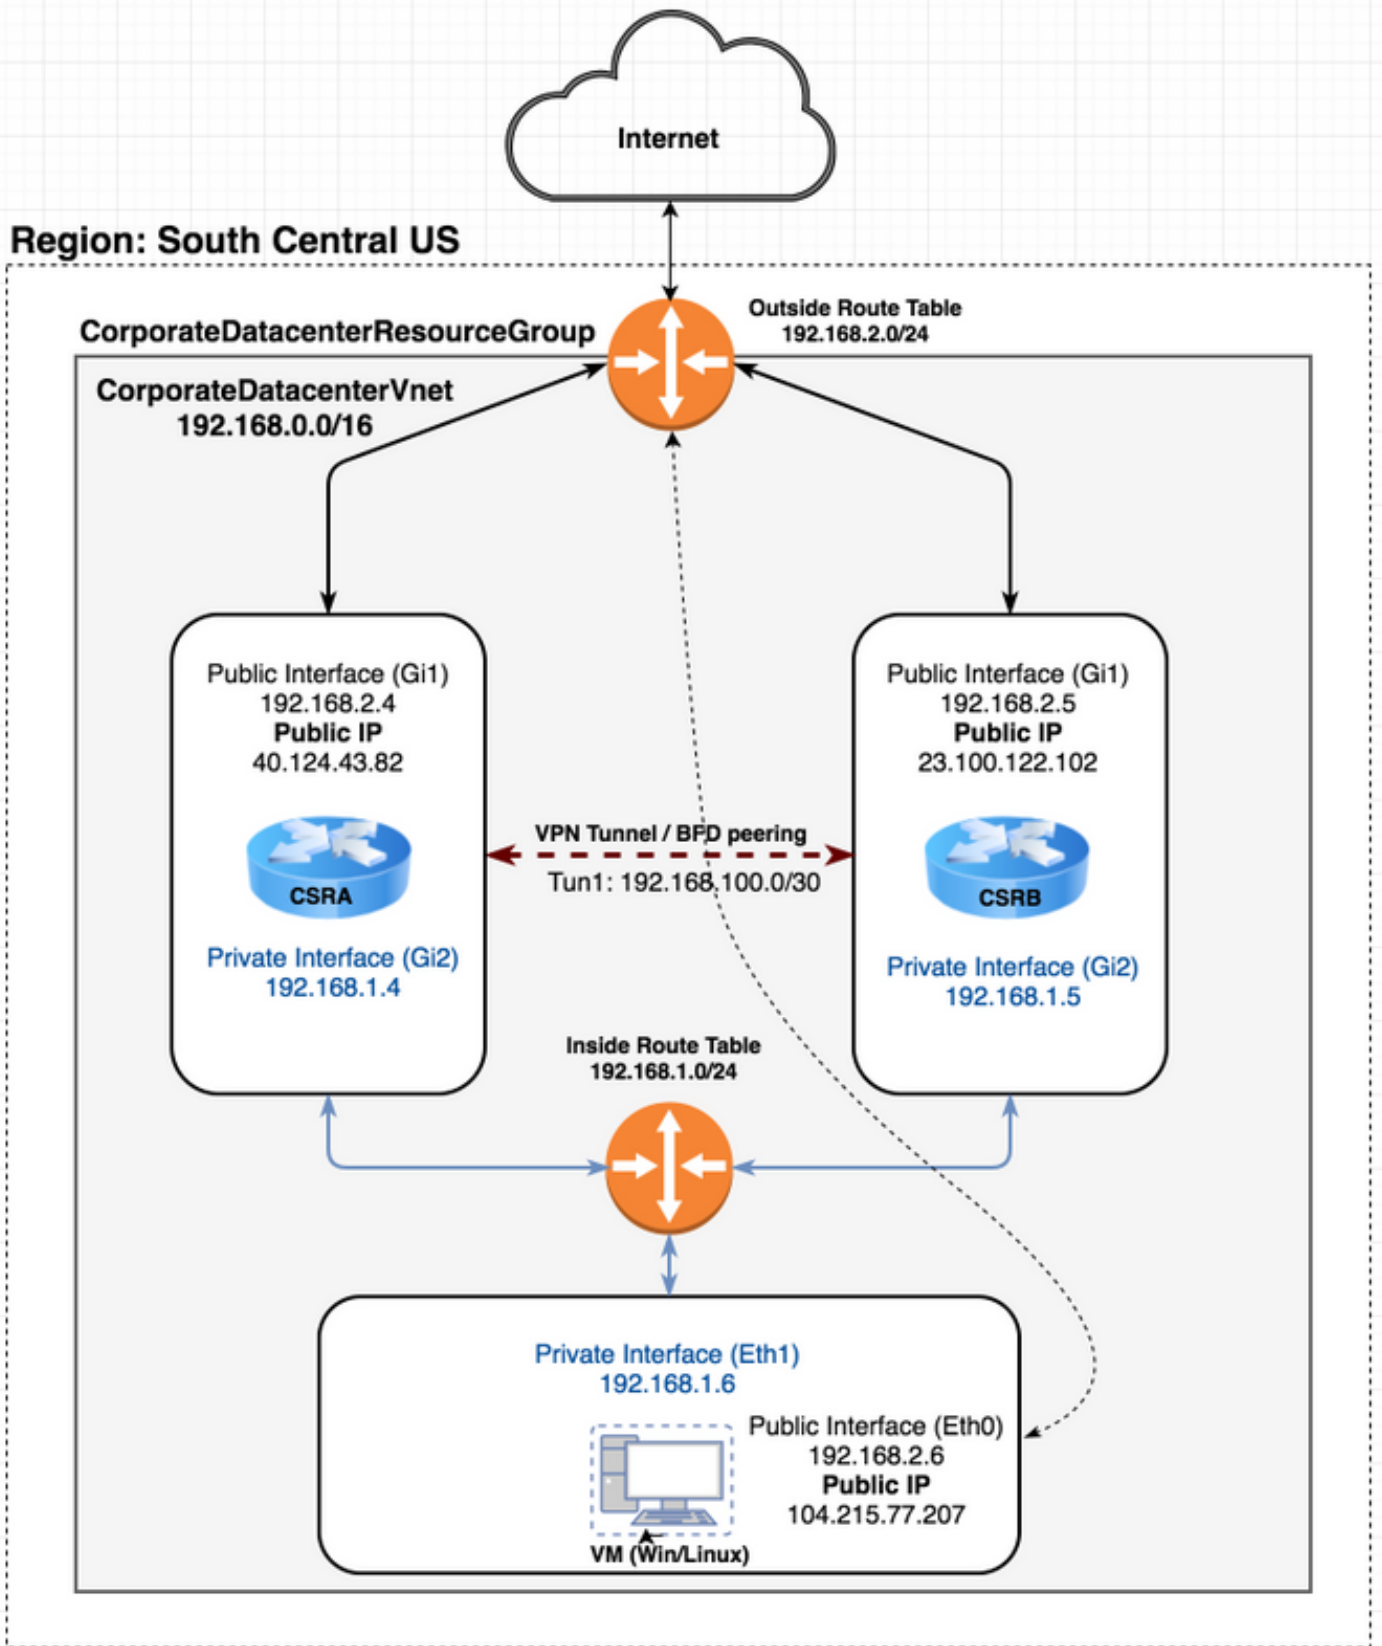 Internet
Region: South Central US
Outside Route Table
192.168.2.0/24
CorporateDatacenterResourceGroup
CorporateDatacenterVnet
192.168.0.0/16
Public Interface (Gi1)
192.168.2.4
Public IP
40.124.43.82
CSRA
Private Interface (Gi2)
192.168.1.4
Public Interface (Gi1)
192.168.2.5
Public IP
23.100.122.102
CSRB
Private Interface (Gi2)
192.168.1.5
VPN Tunnel / BFD peering
Tun1: 192.168.100.0/30
Inside Route Table
192.168.1.0/24
Private Interface (Eth1)
192.168.1.6
Public Interface (Eth0)
192.168.2.6
Public IP
104.215.77.207
VM (Win/Linux)